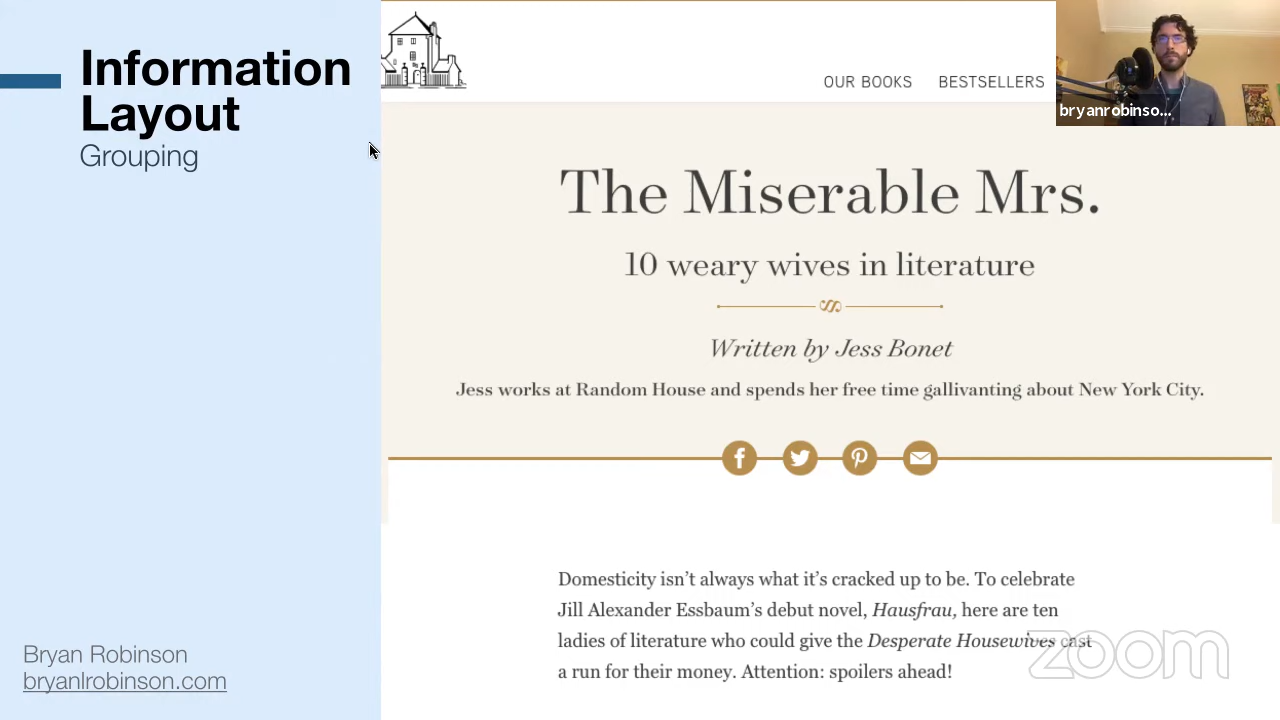 Information
Layout
Grouping
OUR BOOKS BESTSELLERS
bryanrobinso...
The Miserable Mrs.
10 weary wives in literature
Written by Jess Bonet
Jess works at Random House and spends her free time gallivanting about New York City.
Domesticity isn't always what it's cracked up to be. To celebrate
Jill Alexander Essbaum's debut novel, Hausfrau, here are ten
ladies of literature who could give the Desperate Housewives cast
a run for their money. Attention: spoilers ahead!
Bryan Robinson
bryanlrobinson.com
zoom